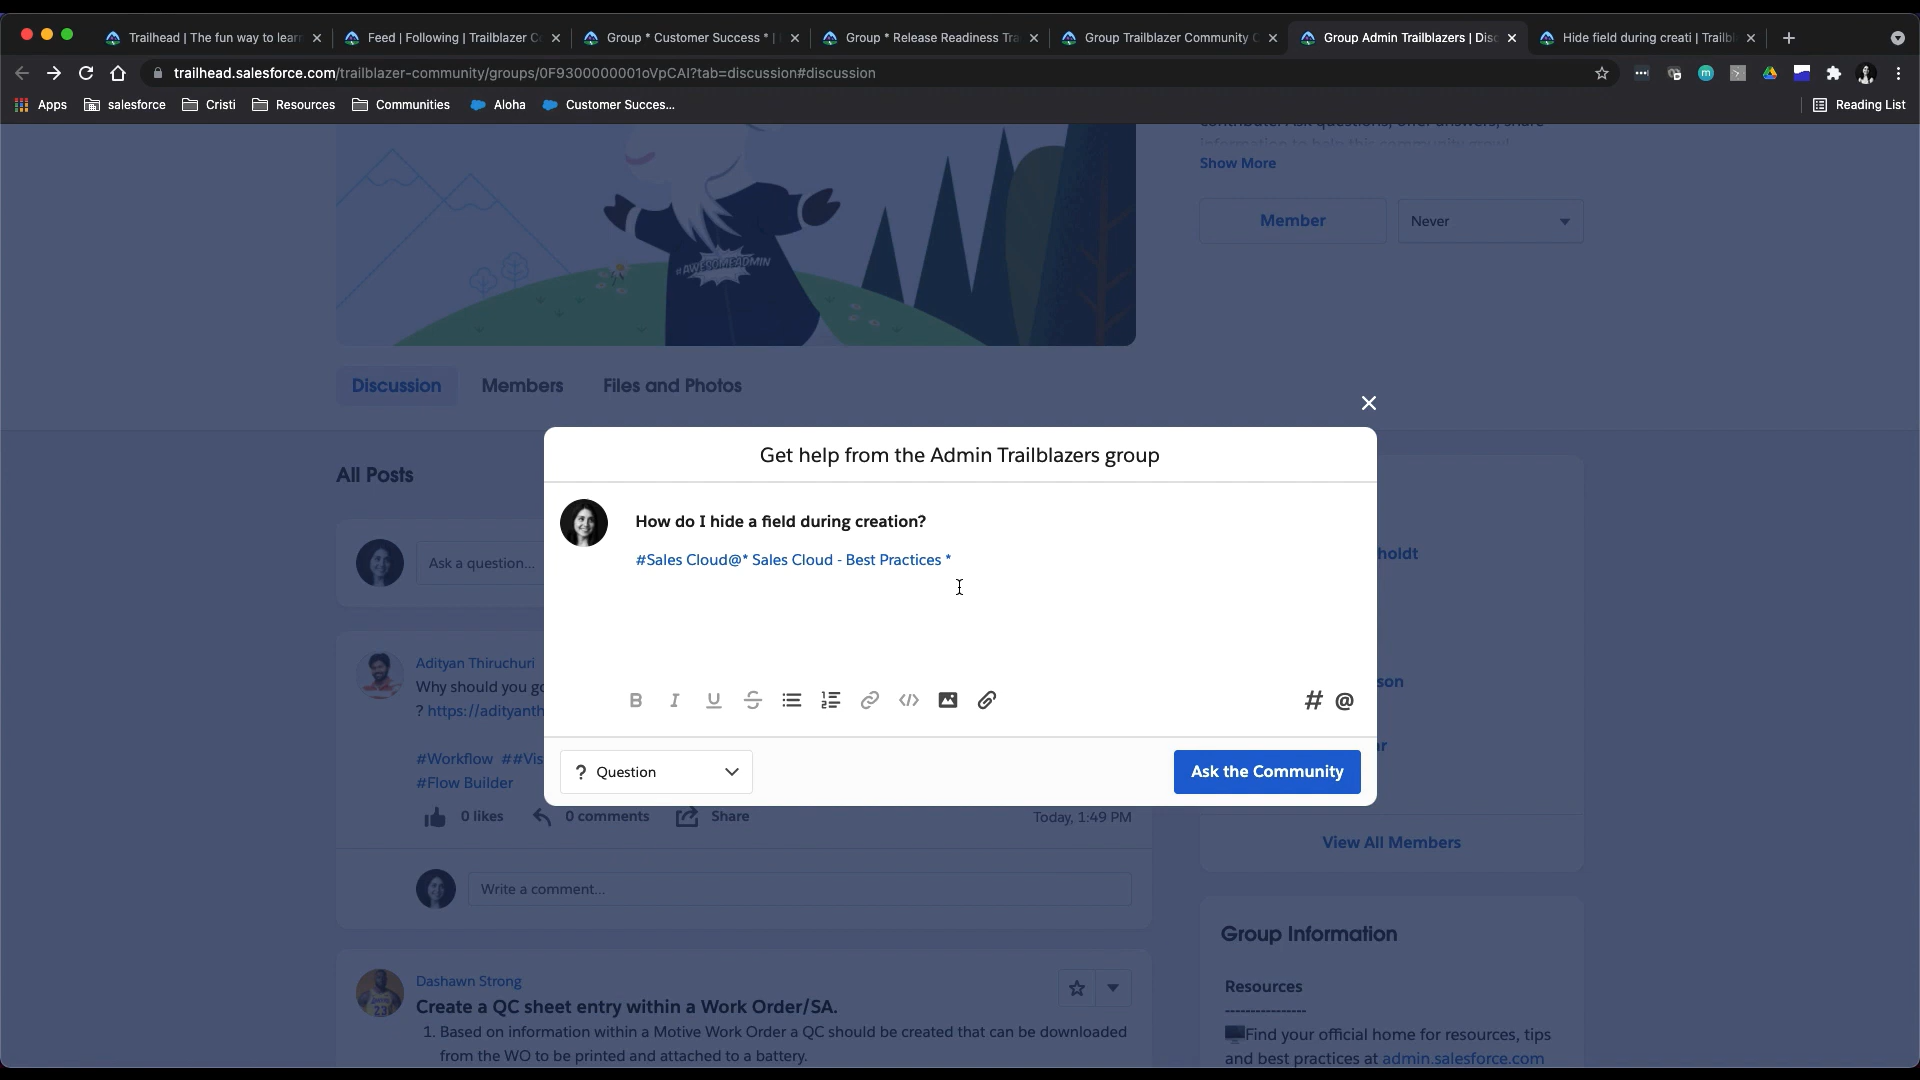 Trailhead | The fun way to lear
Feed | Following | Trailblazer C
Group * Customer Success * |
Group * Release Readiness Tra
Group Trailblazer Community C
Group Admin Trailblazers | Disc
Hide field during creati | Trailb
trailhead.salesforce.com/trailblazer-community/groups/0F9300000001oVpCAI?tab=discussion#discussion
Apps
salesforce
Cristi
Resources
Communities
Aloha
Customer Succes...
Reading List
Show More
Member
Never
#AWESOMEADMIN
Discussion
Members
Files and Photos
All Posts
Get help from the Admin Trailblazers group
How do I hide a field during creation?
#Sales Cloud@* Sales Cloud - Best Practices *
Question
Ask the Community
Ask a question...
holdt
son
ar
Adityan Thiruchuri
Why should you go
? https://adityanth
#Workflow ##Vis
#Flow Builder
0 likes
0 comments
Share
Today, 1:49 PM
Write a comment...
View All Members
Dashawn Strong
Create a QC sheet entry within a Work Order/SA.
1. Based on information within a Motive Work Order a QC should be created that can be downloaded
from the WO to be printed and attached to a battery.
Group Information
Resources
----------------
Find your official home for resources, tips
and best practices at admin.salesforce.com